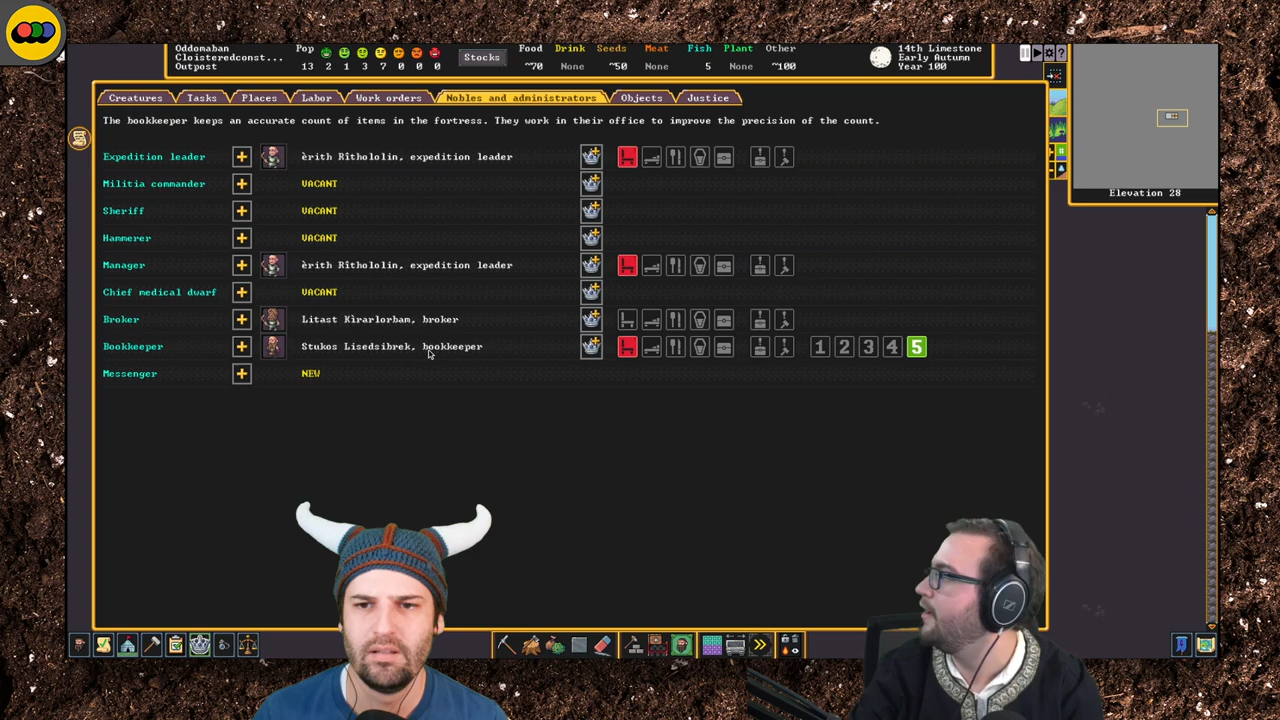 Oddomahan
Cloisteredconst...
Outpost
Pop
13 2 1 3 7 0 0 0
Stocks
Food Drink Seeds Meat Fish Plant Other
~70 None ~50 None 5 None ~100
14th Limestone
Early Autumn
Year 100
Creatures Tasks Places Labor Work orders Nobles and administrators Objects Justice
The bookkeeper keeps an accurate count of items in the fortress. They work in their office to improve the precision of the count.
Expedition leader èrith Rîthololin, expedition leader
Militia commander VACANT
Sheriff VACANT
Hammerer VACANT
Manager èrith Rîthololin, expedition leader
Chief medical dwarf VACANT
Broker Litast Kìrarlorbam, broker
Bookkeeper Stukos Lisedsibrek, bookkeeper 1 2 3 4 5
Messenger NEW
Elevation 28